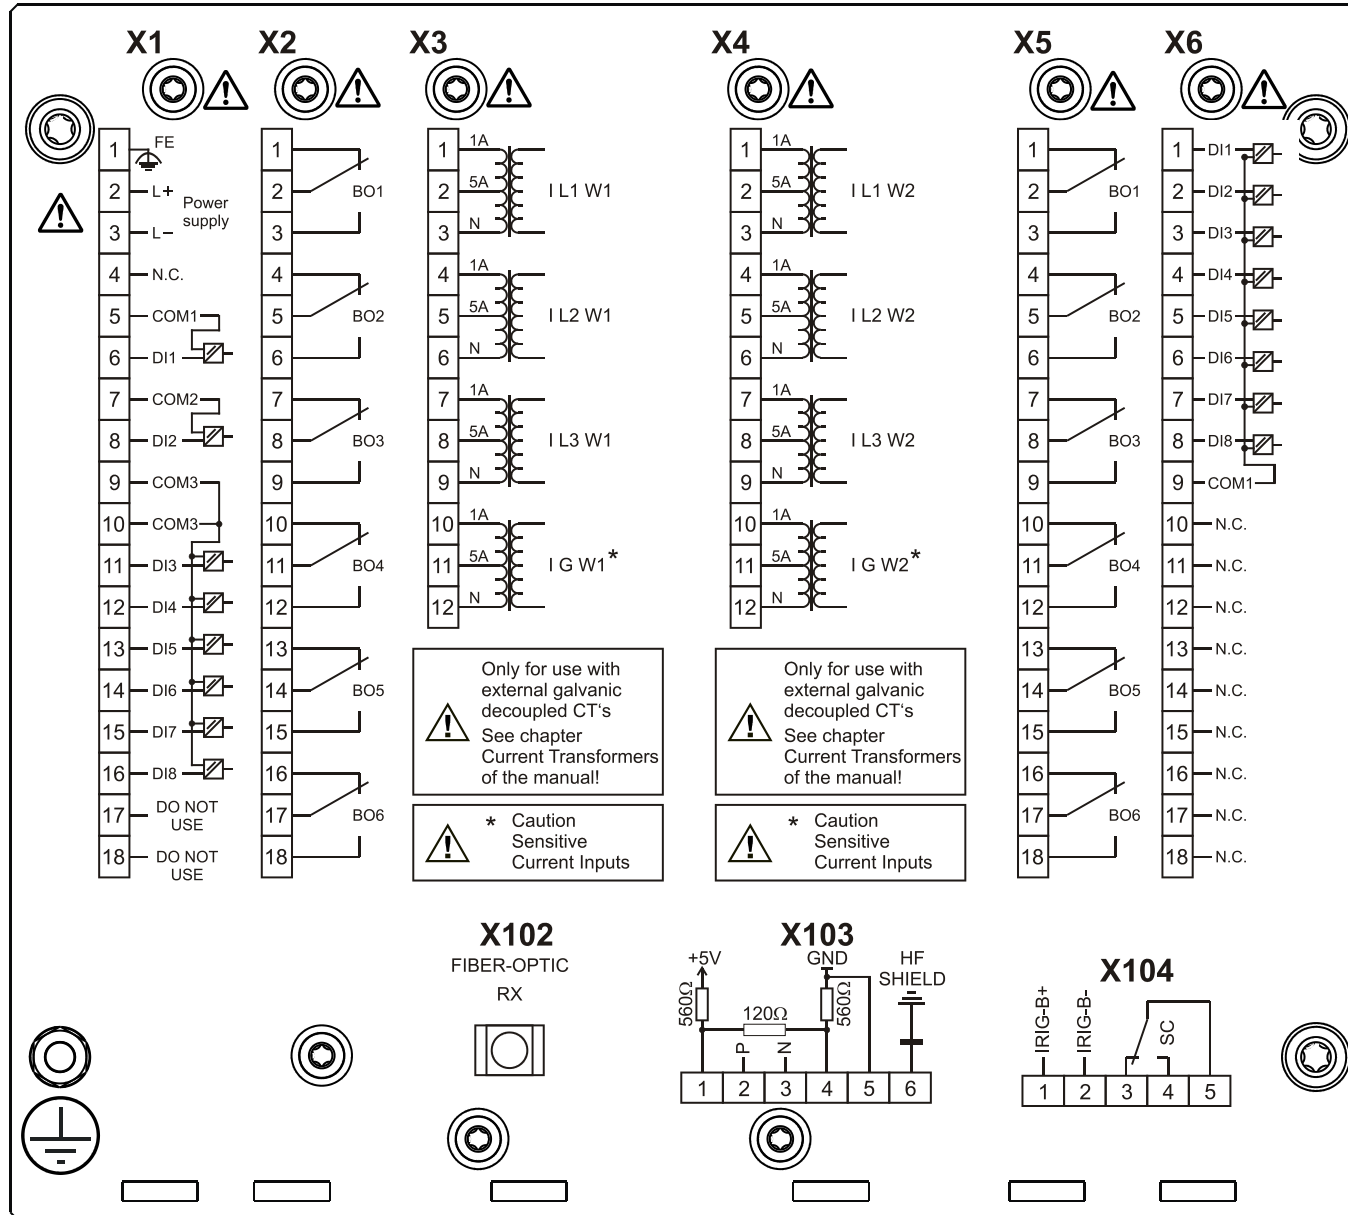 X1
X2
X3
X4
X5
X6
1 FE
2 L+
Power
supply
3 L–
4 N.C.
5 COM1
6 DI1
7 COM2
8 DI2
9 COM3
10 COM3
11 DI3
12 DI4
13 DI5
14 DI6
15 DI7
16 DI8
17 DO NOT
USE
18 DO NOT
USE
1
2 BO1
3
4
5 BO2
6
7
8 BO3
9
10
11 BO4
12
13
14 BO5
15
16
17 BO6
18
1 1A
2 5A I L1 W1
3 N
4 1A
5 5A I L2 W1
6 N
7 1A
8 5A I L3 W1
9 N
10 1A
11 5A I G W1*
12 N
Only for use with
external galvanic
decoupled CT‘s
See chapter
Current Transformers
of the manual!
* Caution
Sensitive
Current Inputs
1 1A
2 5A I L1 W2
3 N
4 1A
5 5A I L2 W2
6 N
7 1A
8 5A I L3 W2
9 N
10 1A
11 5A I G W2*
12 N
Only for use with
external galvanic
decoupled CT‘s
See chapter
Current Transformers
of the manual!
* Caution
Sensitive
Current Inputs
1
2 BO1
3
4
5 BO2
6
7
8 BO3
9
10
11 BO4
12
13
14 BO5
15
16
17 BO6
18
1 DI1
2 DI2
3 DI3
4 DI4
5 DI5
6 DI6
7 DI7
8 DI8
9 COM1
10 N.C.
11 N.C.
12 N.C.
13 N.C.
14 N.C.
15 N.C.
16 N.C.
17 N.C.
18 N.C.
X102
FIBER-OPTIC
RX
X103
+5V
GND
HF
SHIELD
560Ω
120Ω
560Ω
P
N
1 2 3 4 5 6
X104
IRIG-B+
IRIG-B-
SC
1 2 3 4 5